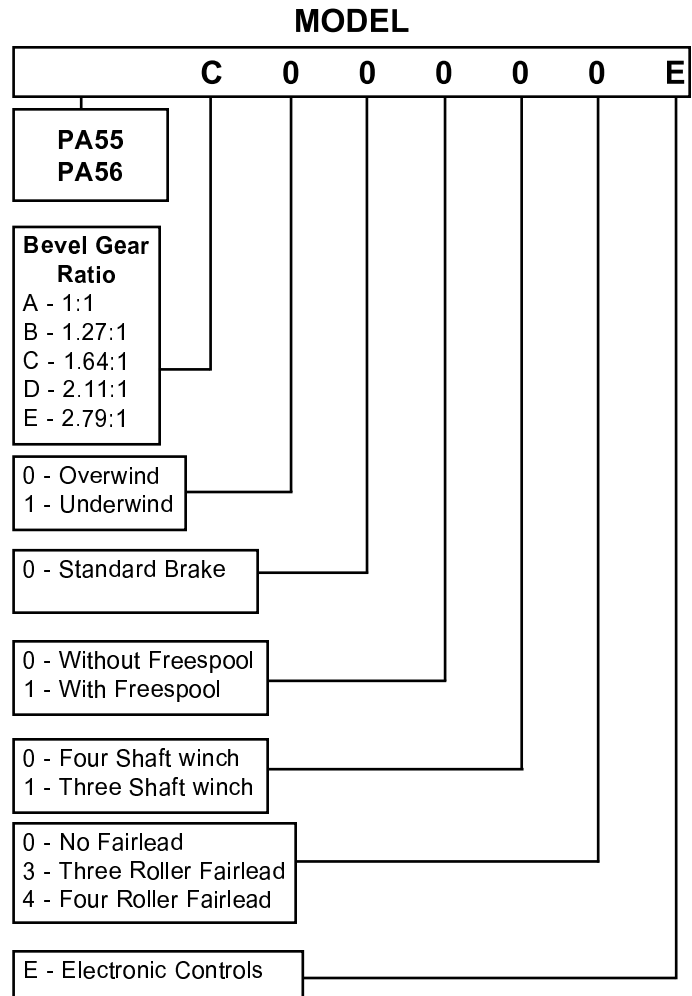 MODEL
C 0 0 0 0 0 E
PA55
PA56
Bevel Gear
Ratio
A - 1:1
B - 1.27:1
C - 1.64:1
D - 2.11:1
E - 2.79:1
0 - Overwind
1 - Underwind
0 - Standard Brake
0 - Without Freespool
1 - With Freespool
0 - Four Shaft winch
1 - Three Shaft winch
0 - No Fairlead
3 - Three Roller Fairlead
4 - Four Roller Fairlead
E - Electronic Controls